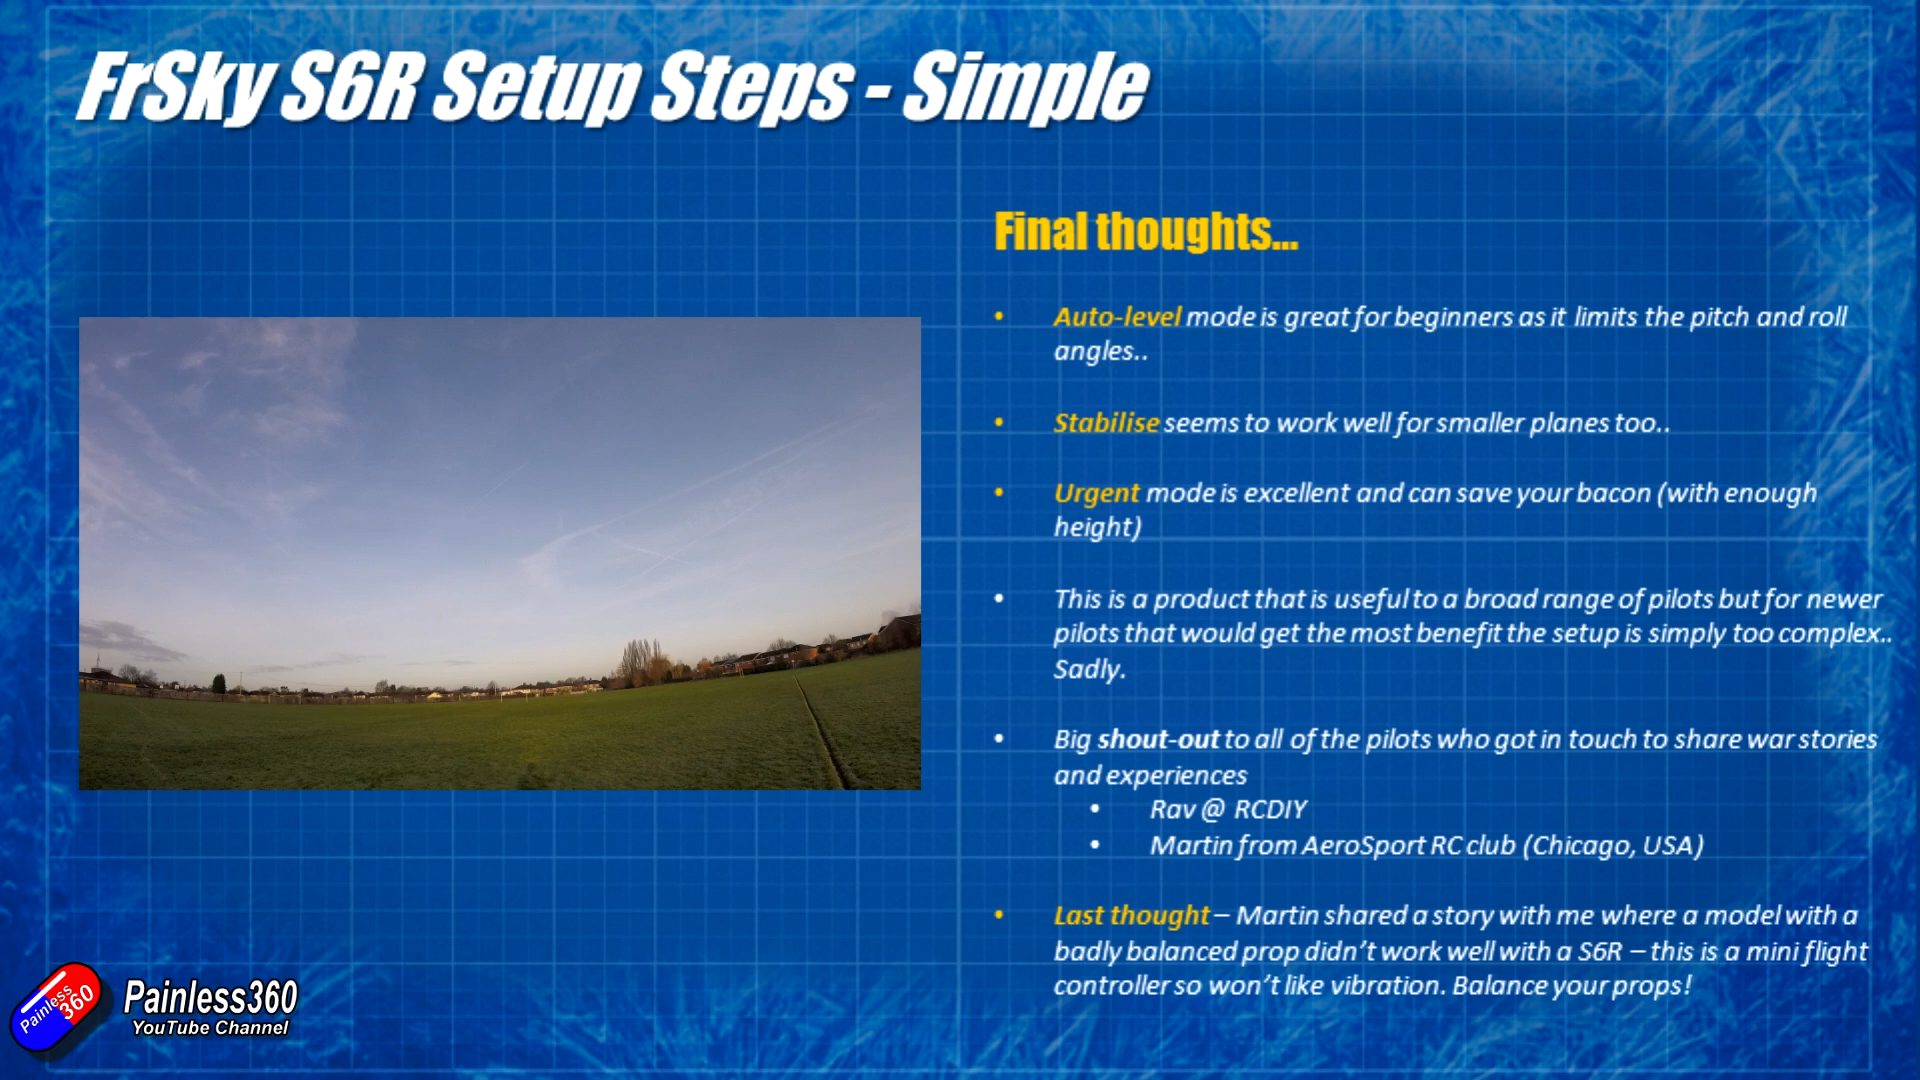 FrSky S6R Setup Steps - Simple
Final thoughts...
• Auto-level mode is great for beginners as it limits the pitch and roll
angles..
• Stabilise seems to work well for smaller planes too..
• Urgent mode is excellent and can save your bacon (with enough
height)
• This is a product that is useful to a broad range of pilots but for newer
pilots that would get the most benefit the setup is simply too complex..
Sadly.
• Big shout-out to all of the pilots who got in touch to share war stories
and experiences
• Rav @ RCDIY
• Martin from AeroSport RC club (Chicago, USA)
• Last thought – Martin shared a story with me where a model with a
badly balanced prop didn’t work well with a S6R – this is a mini flight
controller so won’t like vibration. Balance your props!
Painless
360
Painless360
YouTube Channel